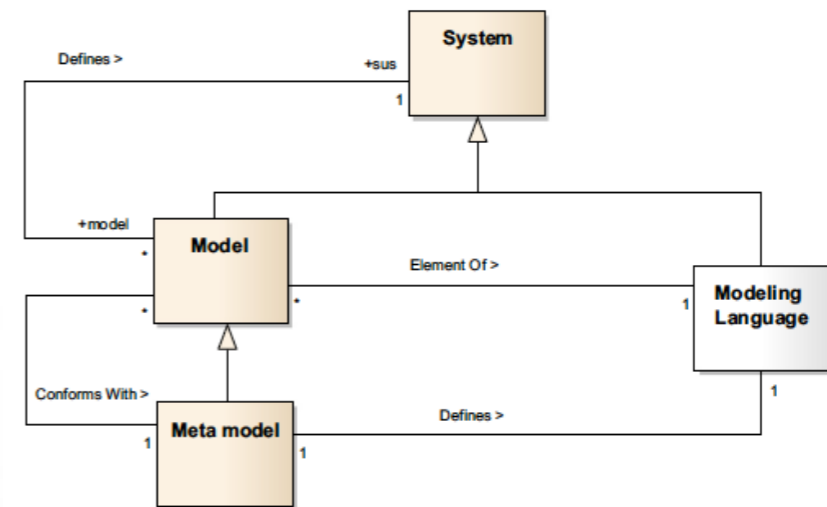 System
Defines >
+sus
1
+model
*
Model
Element Of >
*
1
Modeling
Language
*
Conforms With >
1
Meta model
1
Defines >
1